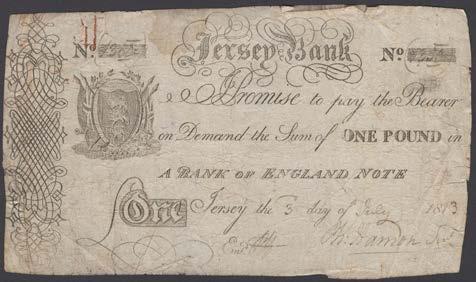 No. Jersey Bank No.
I Promise to pay the Bearer
on Demand the Sum of ONE POUND in
A BANK OF ENGLAND NOTE
One Jersey the 3 day of July 1813
Ent.